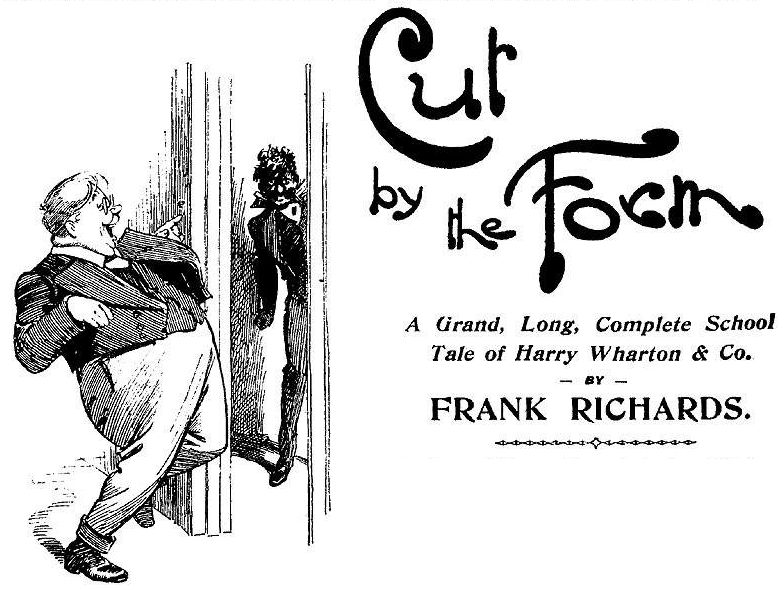 Cut
by the Form
A Grand, Long, Complete School
Tale of Harry Wharton & Co.
— BY —
FRANK RICHARDS.